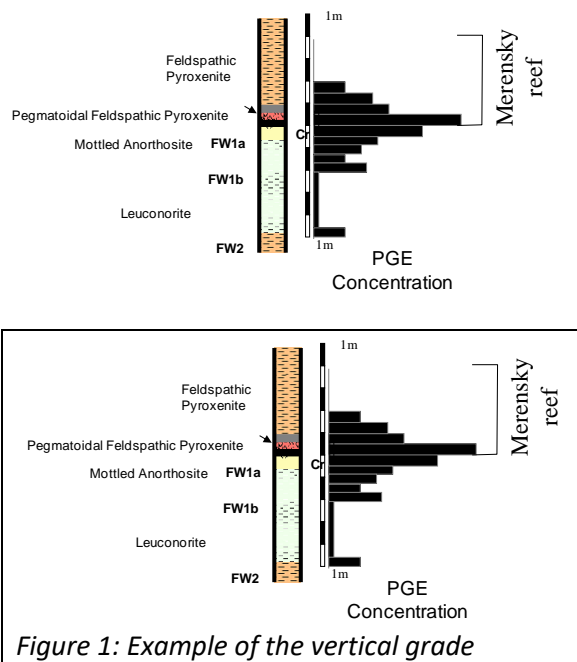 1m
Feldspathic
Pyroxenite
Merensky
reef
Pegmatoidal Feldspathic Pyroxenite
Cr
Mottled Anorthosite FW1a
FW1b
Leuconorite
FW2
1m
PGE
Concentration
1m
Feldspathic
Pyroxenite
Merensky
reef
Pegmatoidal Feldspathic Pyroxenite
Cr
Mottled Anorthosite FW1a
FW1b
Leuconorite
FW2
1m
PGE
Concentration
Figure 1: Example of the vertical grade